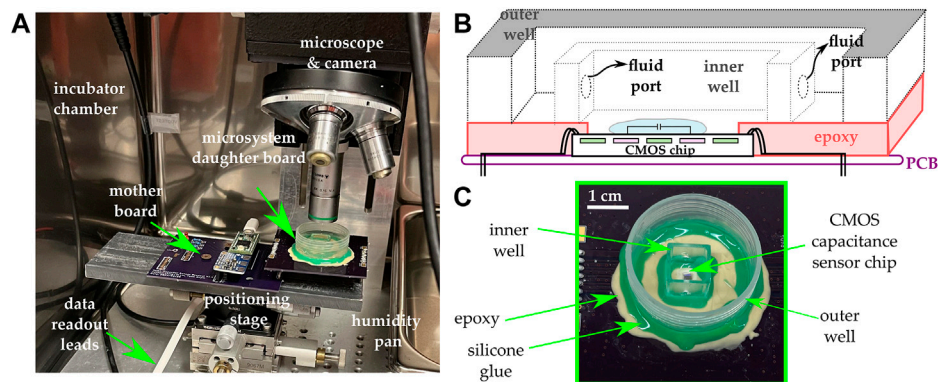 A
microscope
& camera
incubator
chamber
microsystem
daughter board
mother
board
positioning
stage
data
readout
leads
humidity
pan
B
outer
well
fluid
port
inner
well
fluid
port
epoxy
CMOS chip
PCB
C
1 cm
inner
well
CMOS
capacitance
sensor chip
epoxy
outer
well
silicone
glue